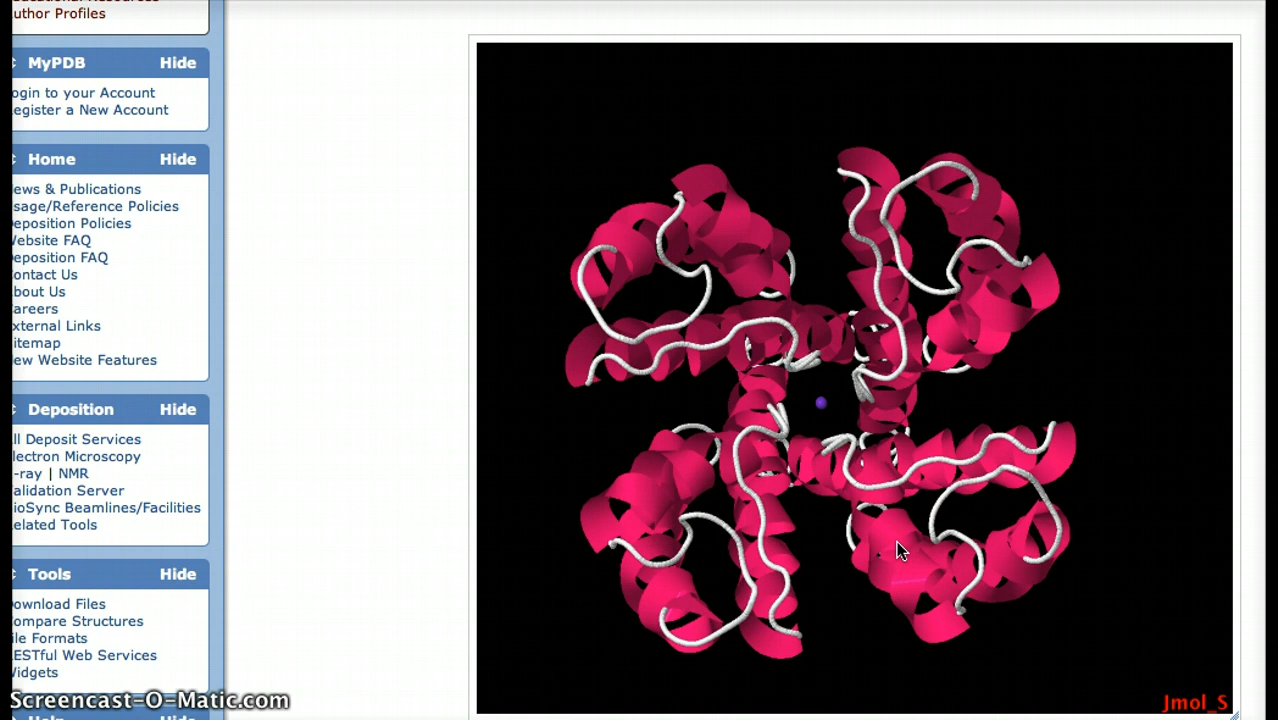 uthor Profiles
MyPDB Hide
ogin to your Account
egister a New Account
Home Hide
ews & Publications
sage/Reference Policies
eposition Policies
Website FAQ
eposition FAQ
ontact Us
bout Us
areers
xternal Links
itemap
ew Website Features
Deposition Hide
ll Deposit Services
lectron Microscopy
-ray | NMR
alidation Server
ioSync Beamlines/Facilities
elated Tools
Tools Hide
ownload Files
ompare Structures
ile Formats
ESTful Web Services
Widgets
Screencast-O-Matic.com
Jmol_S